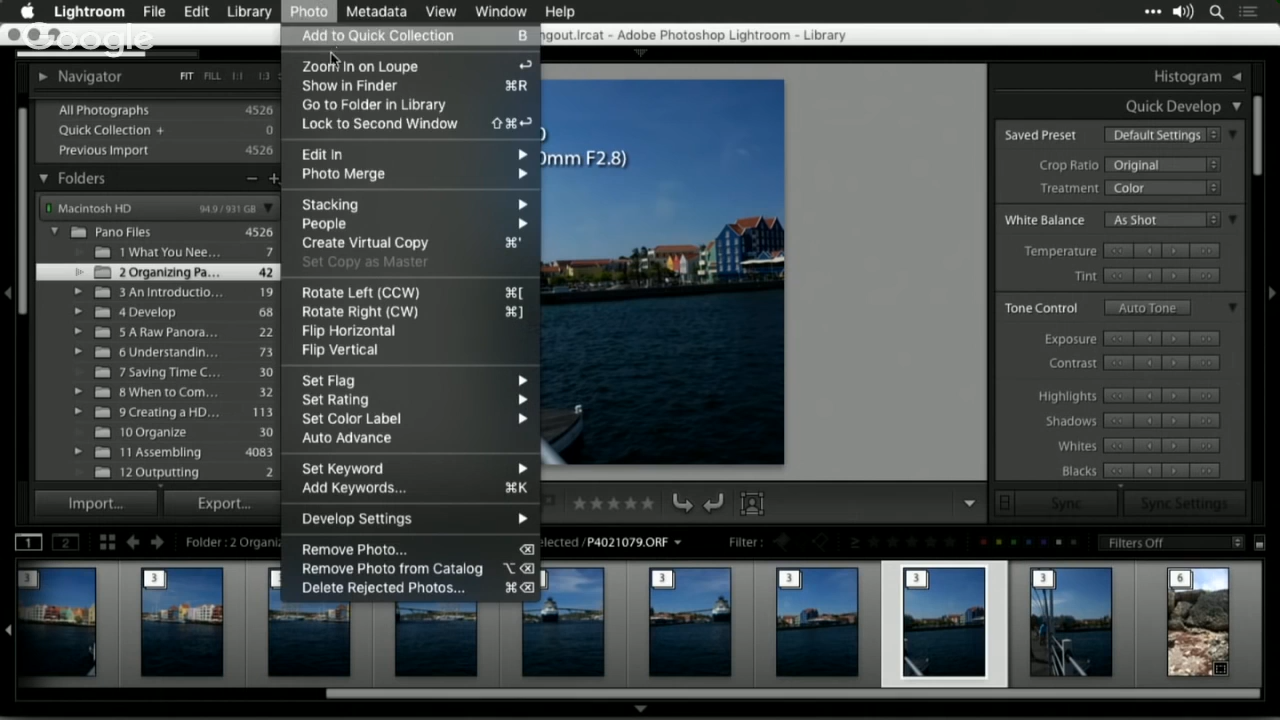 Lightroom File Edit Library Photo Metadata View Window Help
Google
ngout.lrcat - Adobe Photoshop Lightroom - Library
Add to Quick Collection B
Zoom In on Loupe
Show in Finder ⌘R
Go to Folder in Library
Lock to Second Window ⇧⌘↩
Edit In
Photo Merge
Stacking
People
Create Virtual Copy ⌘'
Set Copy as Master
Rotate Left (CCW) ⌘[
Rotate Right (CW) ⌘]
Flip Horizontal
Flip Vertical
Set Flag
Set Rating
Set Color Label
Auto Advance
Set Keyword
Add Keywords... ⌘K
Develop Settings
Remove Photo... ⌫
Remove Photo from Catalog ⌥⌫
Delete Rejected Photos... ⌘⌫
Navigator FIT FILL 1:1 1:3
All Photographs 4526
Quick Collection + 0
Previous Import 4526
Folders
Macintosh HD 94.9 / 931 GB
Pano Files 4526
1 What You Nee... 7
2 Organizing Pa... 42
3 An Introductio... 19
4 Develop 68
5 A Raw Panora... 22
6 Understandin... 73
7 Saving Time C... 30
8 When to Com... 32
9 Creating a HD... 113
10 Organize 30
11 Assembling 4083
12 Outputting 2
Import... Export...
0
0mm F2.8)
Histogram
Quick Develop
Saved Preset Default Settings
Crop Ratio Original
Treatment Color
White Balance As Shot
Temperature
Tint
Tone Control Auto Tone
Exposure
Contrast
Highlights
Shadows
Whites
Blacks
Sync Sync Settings
1 2 Folder : 2 Organiz elected / P4021079.ORF Filter : Filters Off
3 3 3 3 3 3 3 6